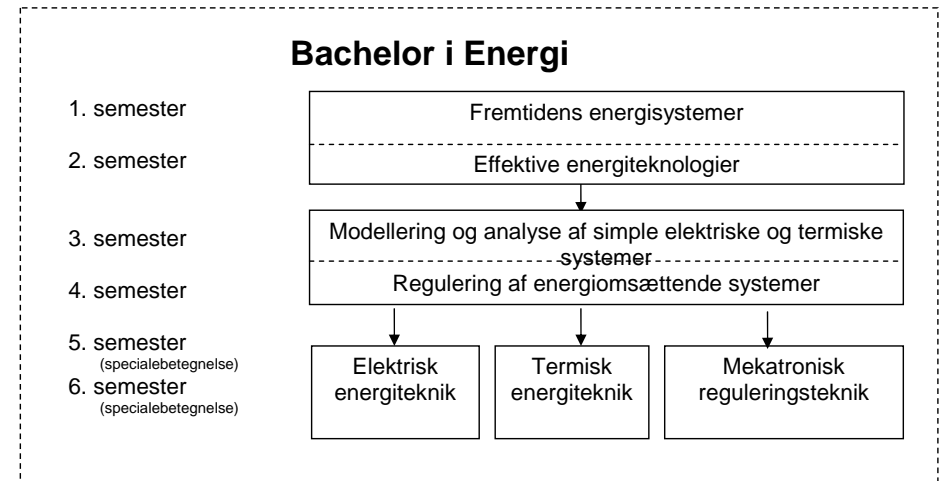 Bachelor i Energi
1. semester
Fremtidens energisystemer
2. semester
Effektive energiteknologier
3. semester
Modellering og analyse af simple elektriske og termiske
systemer
4. semester
Regulering af energiomsættende systemer
5. semester
(specialebetegnelse)
6. semester
(specialebetegnelse)
Elektrisk
energiteknik
Termisk
energiteknik
Mekatronisk
reguleringsteknik